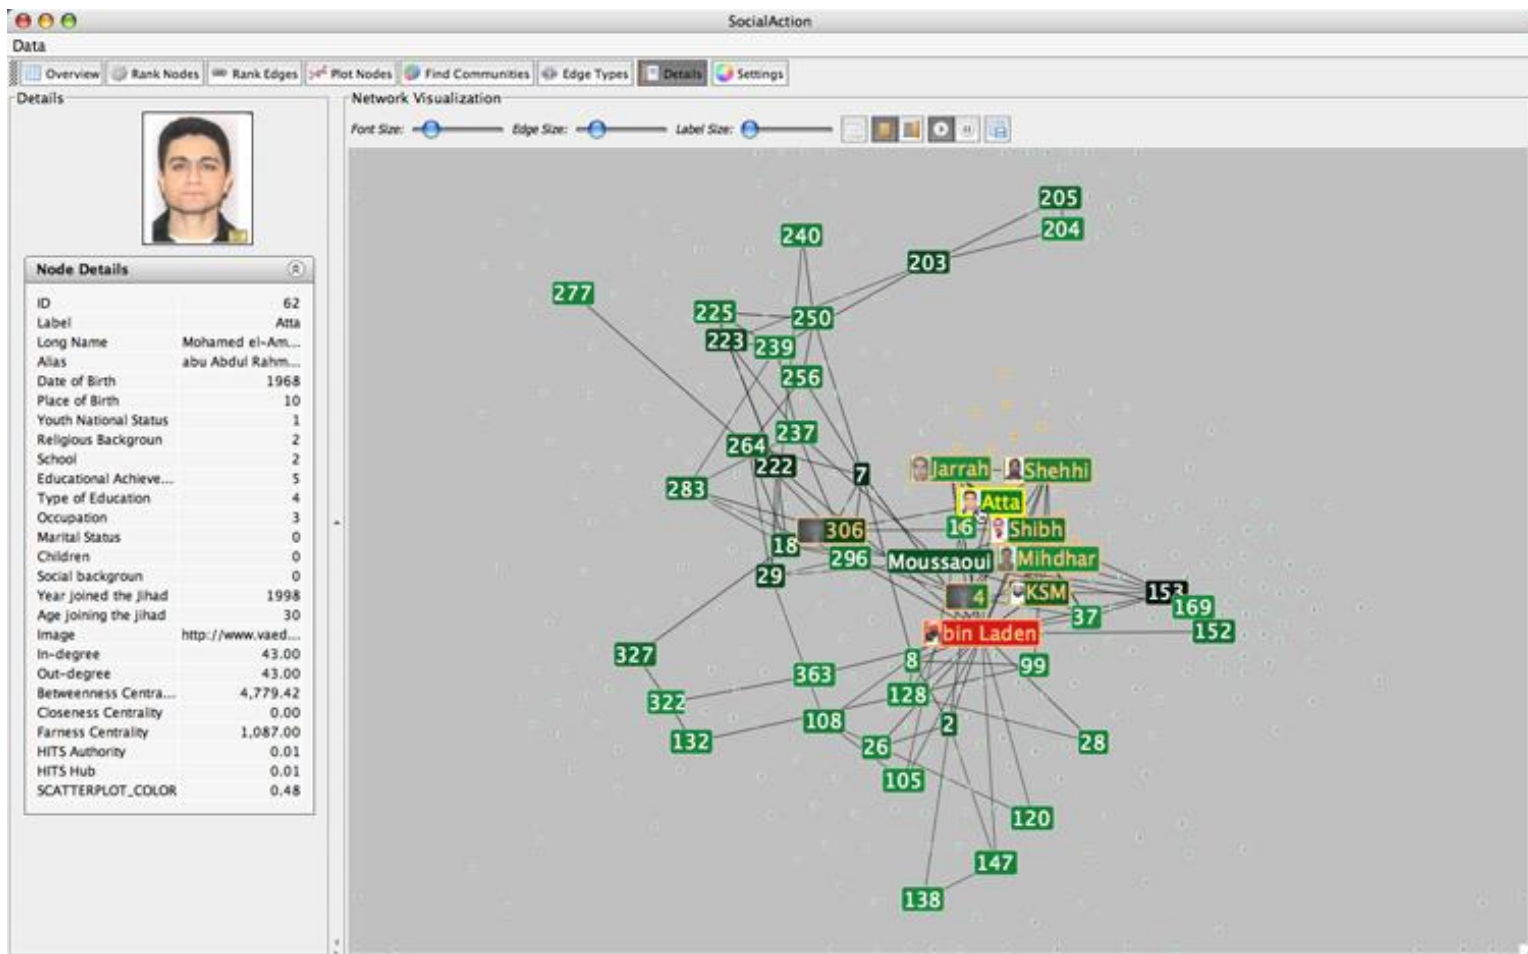 SocialAction
Data
Overview Rank Nodes Rank Edges Plot Nodes Find Communities Edge Types Details Settings
Details
Network Visualization
Font Size: Edge Size: Label Size:
Node Details
ID 62
Label Atta
Long Name Mohamed el-Am...
Alias abu Abdul Rahm...
Date of Birth 1968
Place of Birth 10
Youth National Status 1
Religious Backgroun 2
School 2
Educational Achieve... 5
Type of Education 4
Occupation 3
Marital Status 0
Children 0
Social backgroun 0
Year joined the Jihad 1998
Age joining the jihad 30
Image http://www.vaed...
In-degree 43.00
Out-degree 43.00
Betweenness Centra... 4,779.42
Closeness Centrality 0.00
Farness Centrality 1,087.00
HITS Authority 0.01
HITS Hub 0.01
SCATTERPLOT_COLOR 0.48
205
240 204
203
277
225 250
223 239
256
237
264
222 7 Jarrah Shehhi
283 Atta
306 16 Shibh
18 296 Moussaoui Mihdhar
29 4 KSM 153
37 169
bin Laden 152
327 8 99
363
322 128
108 2
132 26 28
105
120
147
138